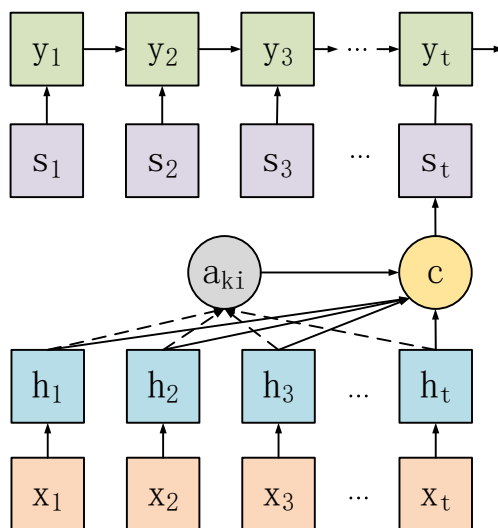 y₁ y₂ y₃ ··· yₜ
s₁ s₂ s₃ ··· sₜ
aₖᵢ c
h₁ h₂ h₃ ··· hₜ
x₁ x₂ x₃ ··· xₜ